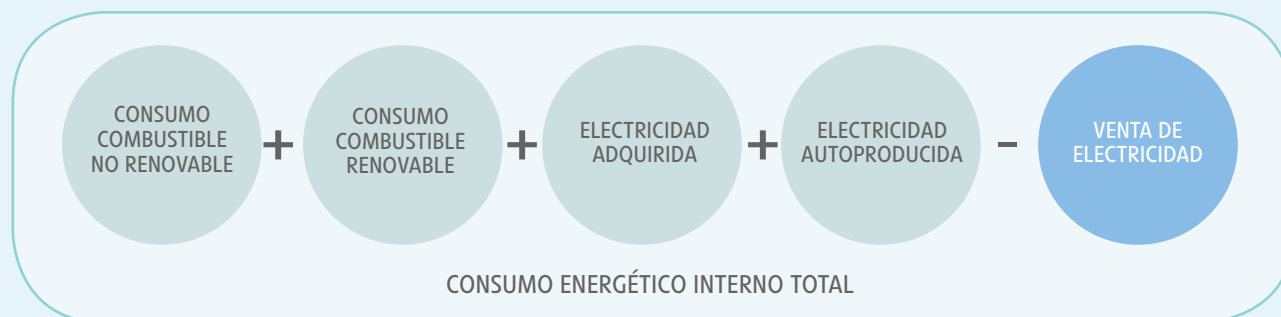 CONSUMO
COMBUSTIBLE
NO RENOVABLE
+
CONSUMO
COMBUSTIBLE
RENOVABLE
+
ELECTRICIDAD
ADQUIRIDA
+
ELECTRICIDAD
AUTOPRODUCIDA
-
VENTA DE
ELECTRICIDAD
CONSUMO ENERGÉTICO INTERNO TOTAL